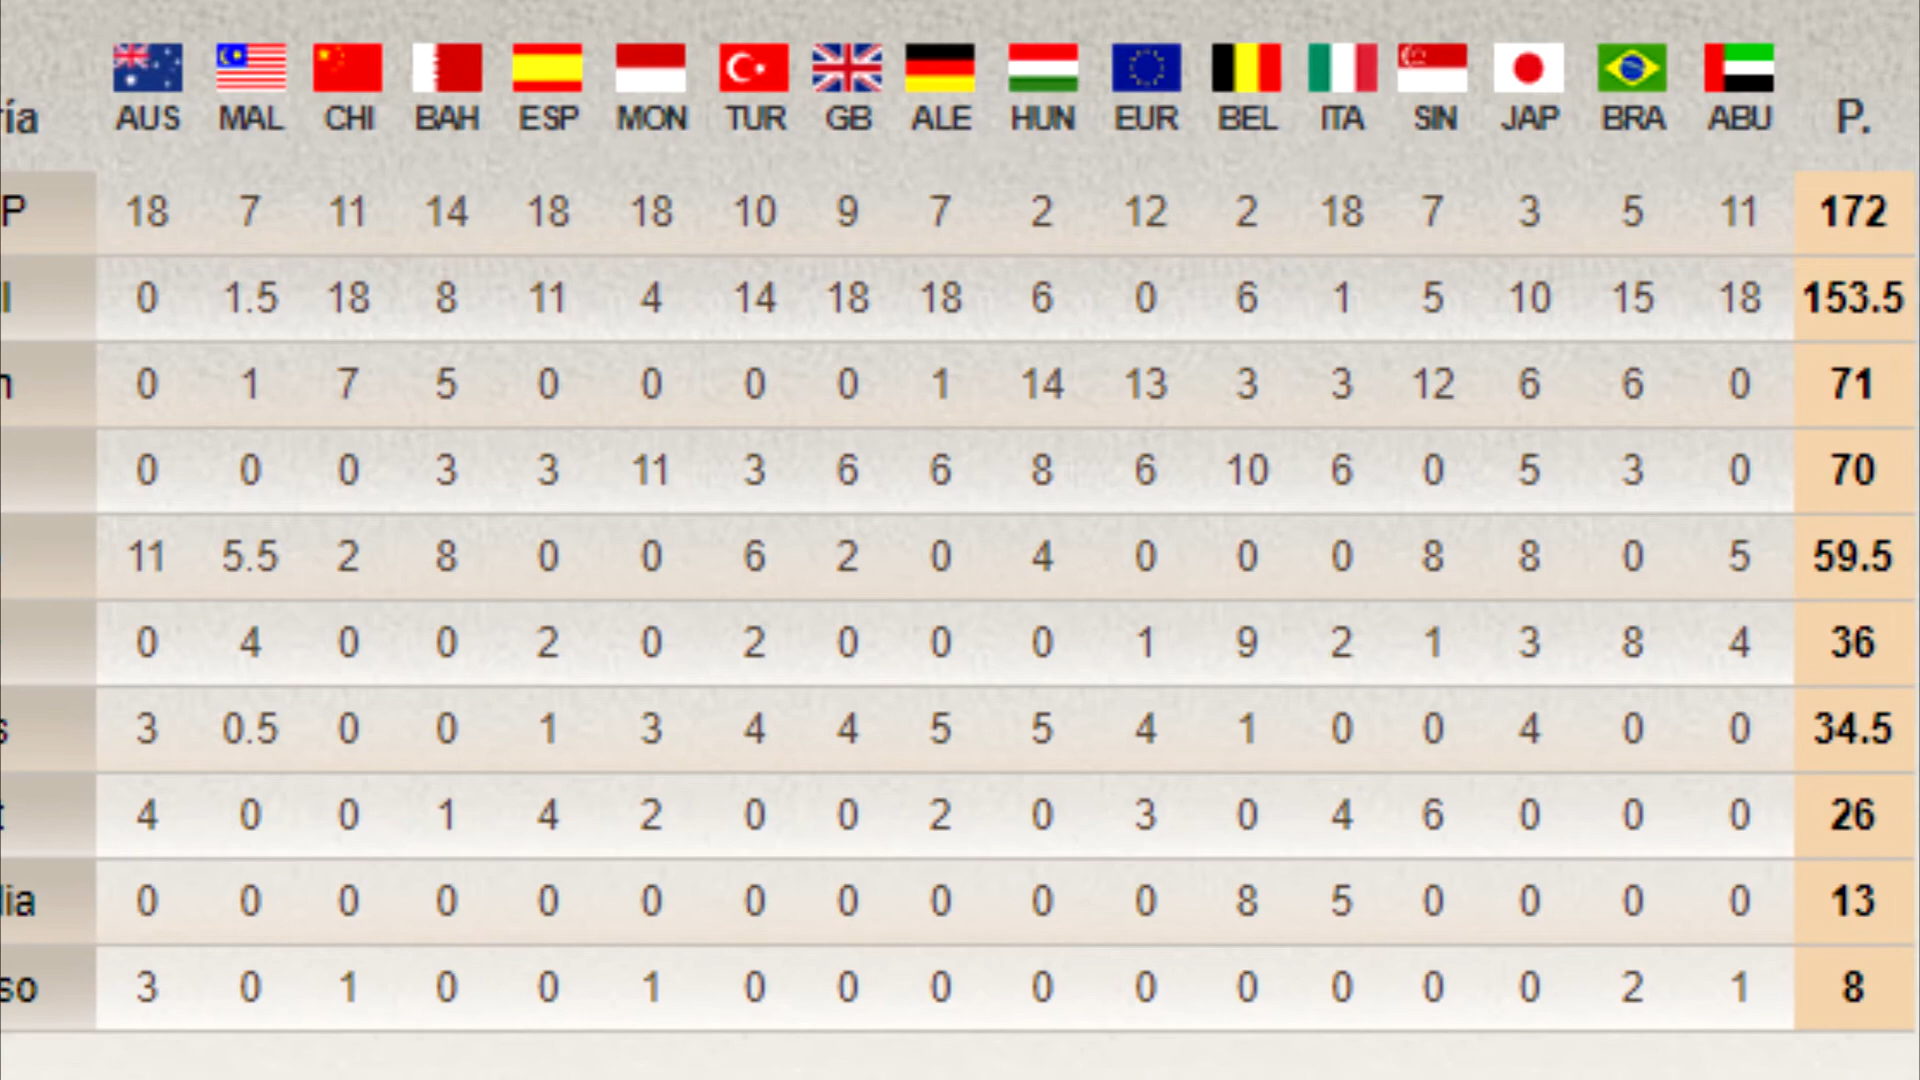 AUS MAL CHI BAH ESP MON TUR GB ALE HUN EUR BEL ITA SIN JAP BRA ABU
ría P.
P 18 7 11 14 18 18 10 9 7 2 12 2 18 7 3 5 11 172
l 0 1.5 18 8 11 4 14 18 18 6 0 6 1 5 10 15 18 153.5
n 0 1 7 5 0 0 0 0 1 14 13 3 3 12 6 6 0 71
0 0 0 3 3 11 3 6 6 8 6 10 6 0 5 3 0 70
11 5.5 2 8 0 0 6 2 0 4 0 0 0 8 8 0 5 59.5
0 4 0 0 2 0 2 0 0 0 1 9 2 1 3 8 4 36
s 3 0.5 0 0 1 3 4 4 5 5 4 1 0 0 4 0 0 34.5
t 4 0 0 1 4 2 0 0 2 0 3 0 4 6 0 0 0 26
lia 0 0 0 0 0 0 0 0 0 0 0 8 5 0 0 0 0 13
so 3 0 1 0 0 1 0 0 0 0 0 0 0 0 0 2 1 8